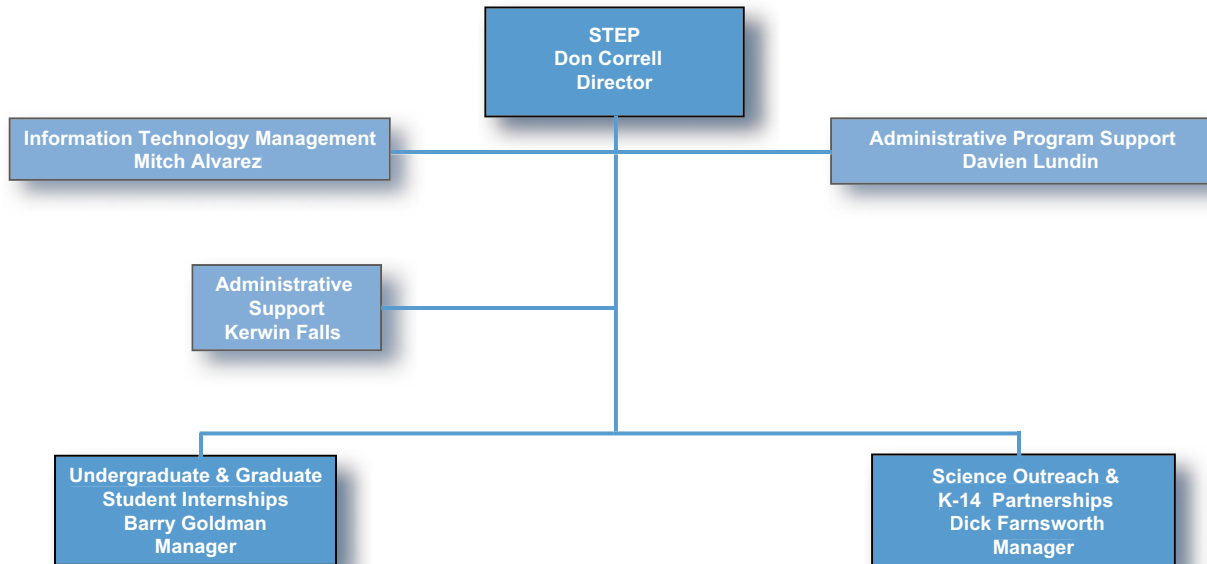 STEP
Don Correll
Director
Information Technology Management
Mitch Alvarez
Administrative Program Support
Davien Lundin
Administrative
Support
Kerwin Falls
Undergraduate & Graduate
Student Internships
Barry Goldman
Manager
Science Outreach &
K-14 Partnerships
Dick Farnsworth
Manager